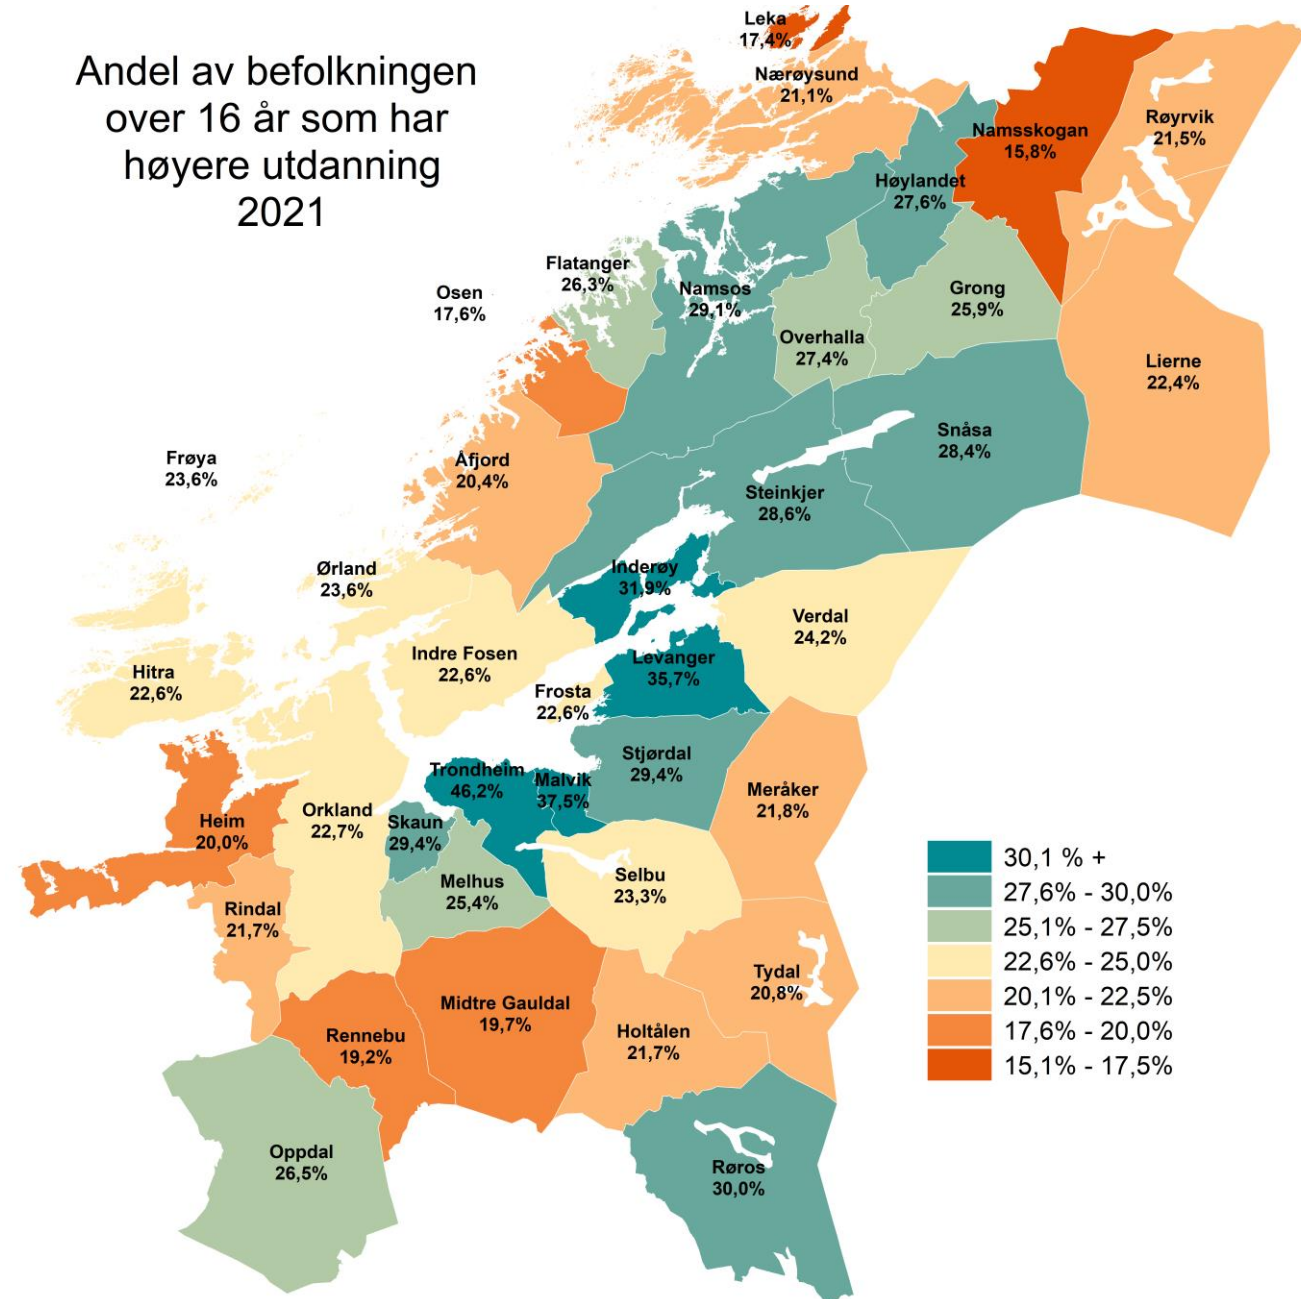 Andel av befolkningen
over 16 år som har
høyere utdanning
2021
Leka
17,4%
Nærøysund
21,1%
Namsskogan
15,8%
Røyrvik
21,5%
Høylandet
27,6%
Flatanger
26,3%
Osen
17,6%
Namsos
29,1%
Grong
25,9%
Overhalla
27,4%
Lierne
22,4%
Snåsa
28,4%
Frøya
23,6%
Åfjord
20,4%
Steinkjer
28,6%
Ørland
23,6%
Inderøy
31,9%
Verdal
24,2%
Indre Fosen
22,6%
Levanger
35,7%
Hitra
22,6%
Frosta
22,6%
Stjørdal
29,4%
Trondheim
46,2%
Malvik
37,5%
Meråker
21,8%
Orkland
22,7%
Heim
20,0%
Skaun
29,4%
Melhus
25,4%
Selbu
23,3%
Rindal
21,7%
Tydal
20,8%
Midtre Gauldal
19,7%
Rennebu
19,2%
Holtålen
21,7%
Oppdal
26,5%
Røros
30,0%
30,1 % +
27,6% - 30,0%
25,1% - 27,5%
22,6% - 25,0%
20,1% - 22,5%
17,6% - 20,0%
15,1% - 17,5%